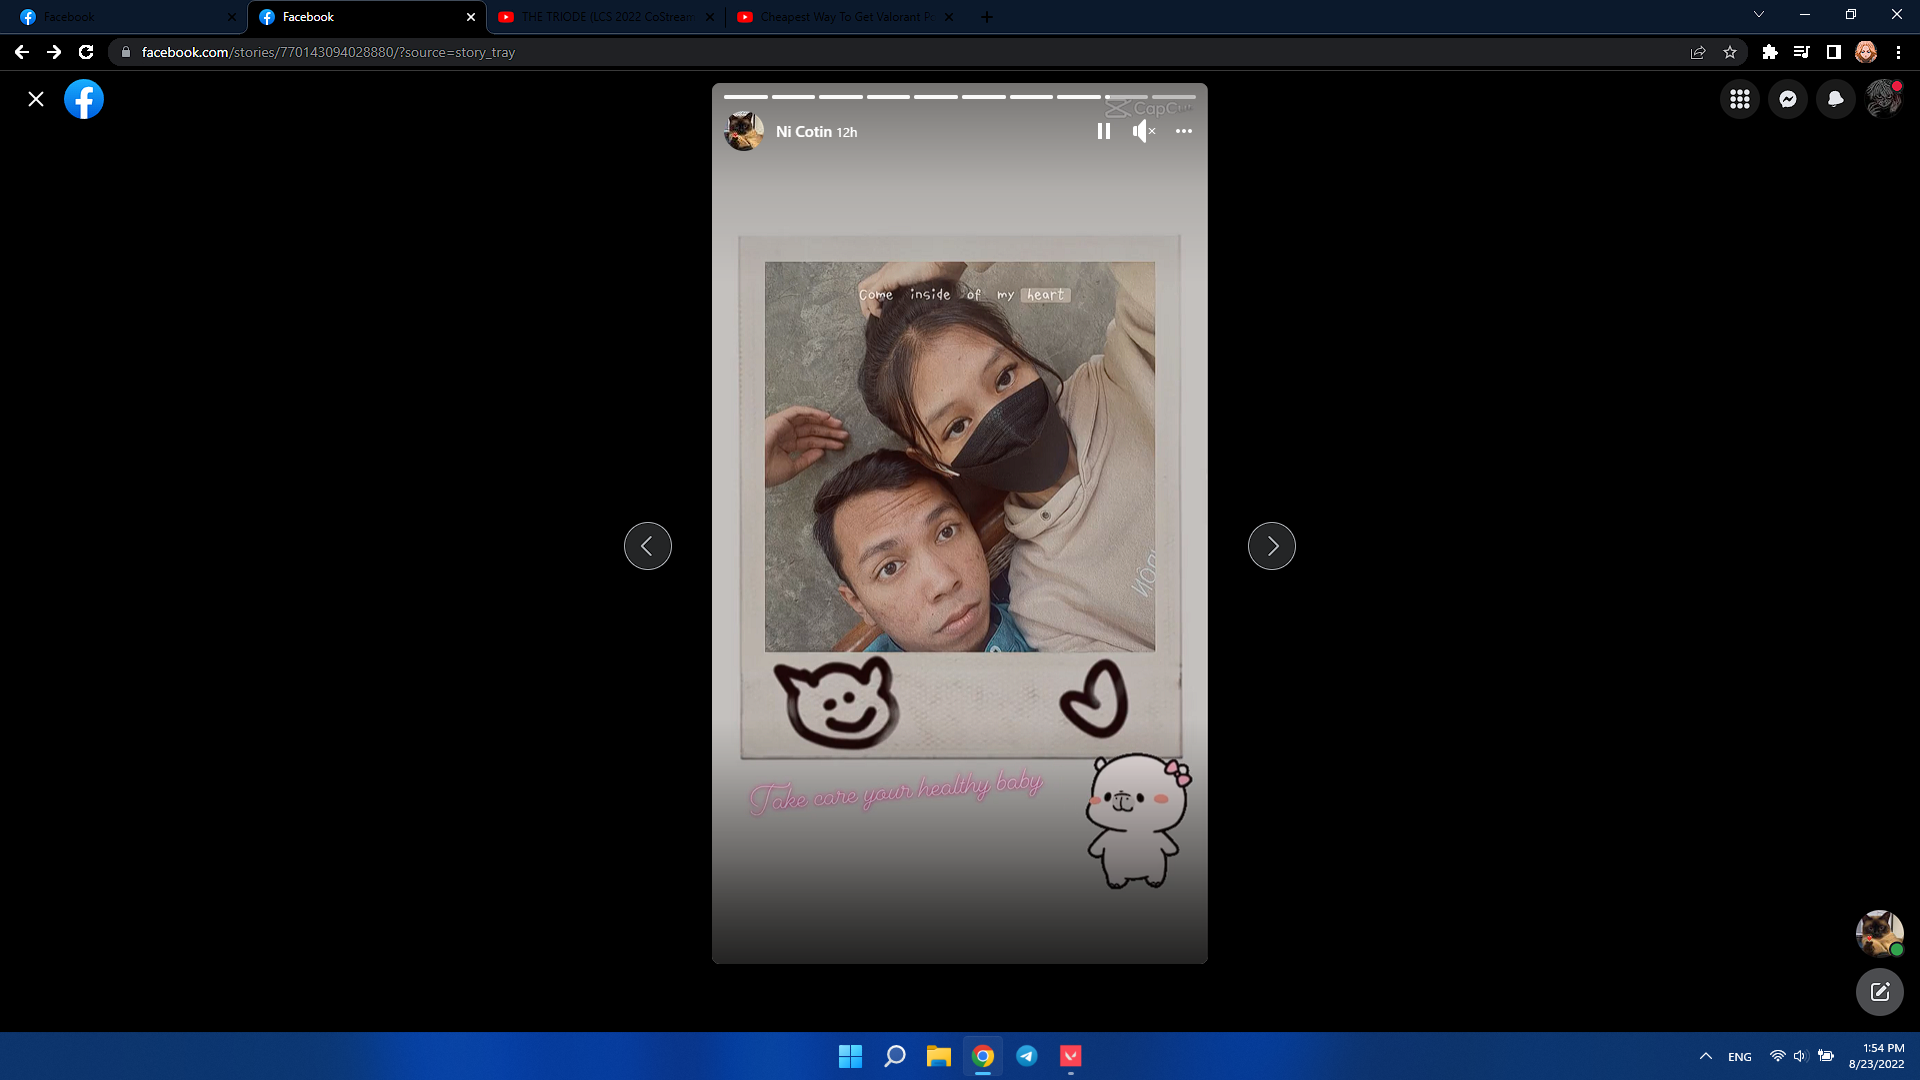 Facebook
Facebook
THE TRIODE (LCS 2022 CoStream
Cheapest Way To Get Valorant P
facebook.com/stories/770143094028880/?source=story_tray
CapCut
Ni Cotin 12h
Come inside of my heart
Take care your healthy baby
ENG
1:54 PM
8/23/2022